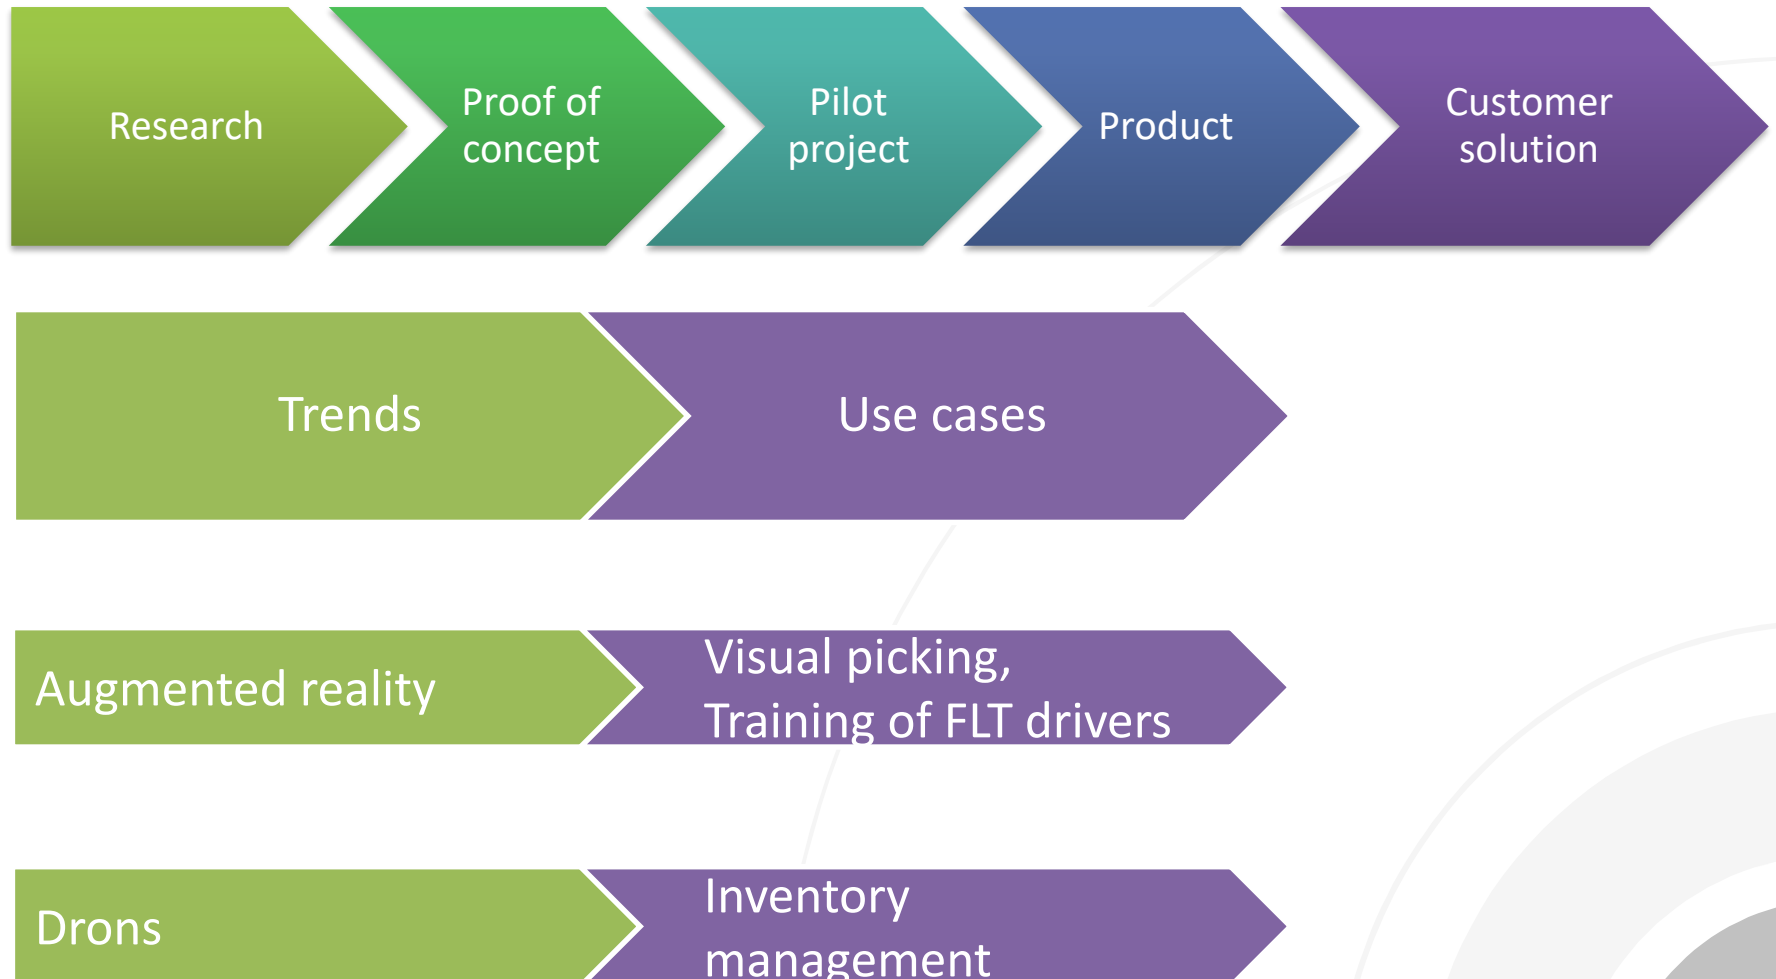 Research
Proof of
concept
Pilot
project
Product
Customer
solution
Trends
Use cases
Augmented reality
Visual picking,
Training of FLT drivers
Drons
Inventory
management